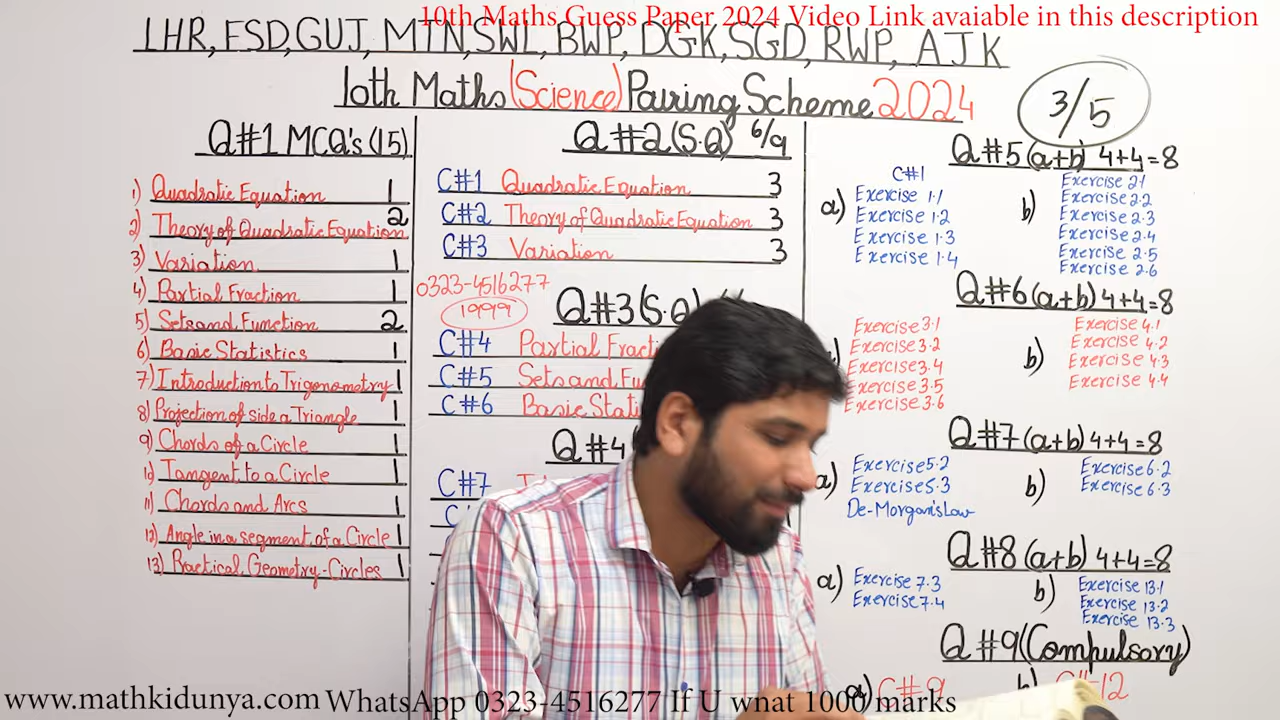 10th Maths Guess Paper 2024 Video Link avaiable in this description
LHR, FSD, GUJ, MTN, SWL, BWP, DGK, SGD, RWP, AJK
10th Maths (Science) Pairing Scheme 2024
3/5
Q#1 MCQ's (15)
1) Quadratic Equation 1
2) Theory of Quadratic Equation 2
3) Variation 1
4) Partial Fraction 1
5) Sets and Function 2
6) Basic Statistics 1
7) Introduction to Trigonometry 1
8) Projection of side a Triangle 1
9) Chords of a Circle 1
10) Tangent to a Circle 1
11) Chords and Arcs 1
12) Angle in a segment of a Circle 1
13) Practical Geometry-Circles 1
Q#2 (S.Q) 6/9
C#1 Quadratic Equation 3
C#2 Theory of Quadratic Equation 3
C#3 Variation 3
0323-4516277
1999
Q#3 (S.Q)
C#4 Partial
C#5 Sets and
C#6 Basic
Q#4
C#7
Q#5 (a+b) 4+4=8
C#1
a) Exercise 1.1
Exercise 1.2
Exercise 1.3
Exercise 1.4
b) Exercise 2.1
Exercise 2.2
Exercise 2.3
Exercise 2.4
Exercise 2.5
Exercise 2.6
Q#6 (a+b) 4+4=8
Exercise 3.1
Exercise 3.2
Exercise 3.4
Exercise 3.5
Exercise 3.6
b) Exercise 4.1
Exercise 4.2
Exercise 4.3
Exercise 4.4
Q#7 (a+b) 4+4=8
a) Exercise 5.2
Exercise 5.3
De-Morgan's Law
b) Exercise 6.2
Exercise 6.3
Q#8 (a+b) 4+4=8
a) Exercise 7.3
Exercise 7.4
b) Exercise 13.1
Exercise 13.2
Exercise 13.3
Q#9 (Compulsory)
a) C#9 b) C#12
www.mathkidunya.com WhatsApp 0323-4516277 If U wnat 1000 marks